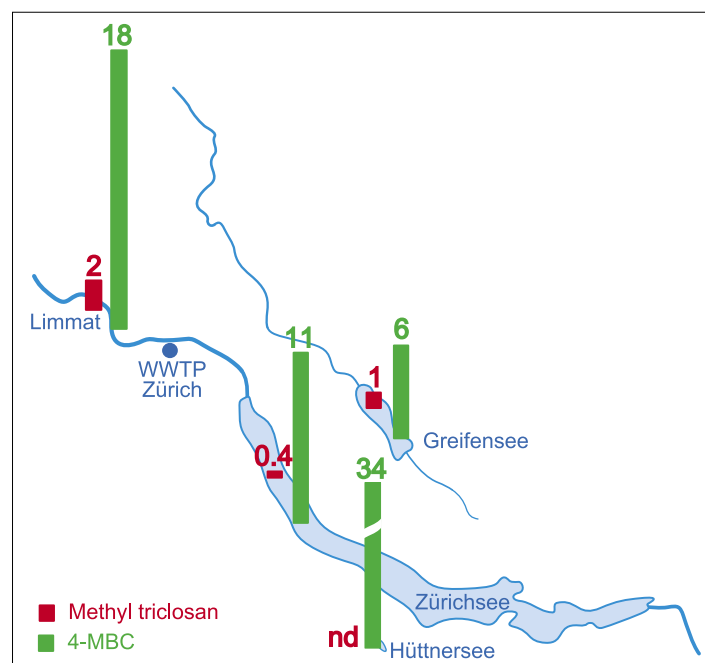 18
2
Limmat
WWTP
Zürich
11
6
1
Greifensee
0.4
34
Zürichsee
nd
Hüttnersee
Methyl triclosan
4-MBC